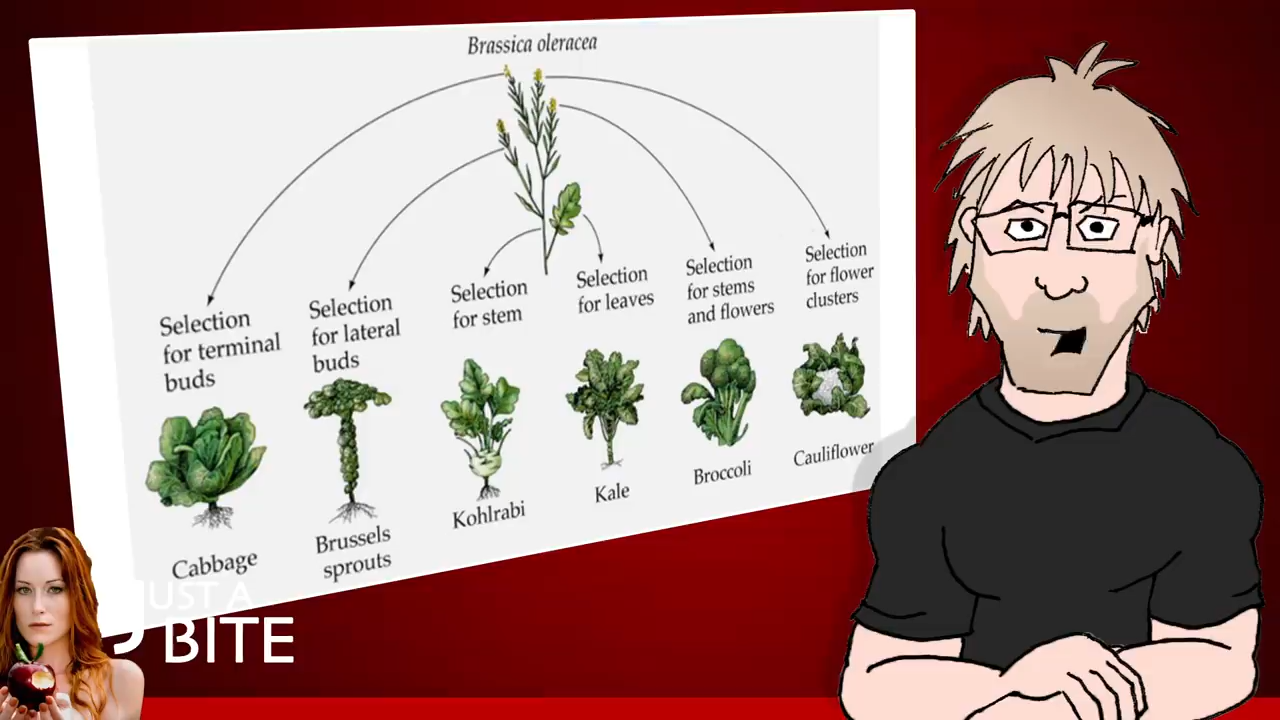 Brassica oleracea
Selection
for terminal
buds
Selection
for lateral
buds
Selection
for stem
Selection
for leaves
Selection
for stems
and flowers
Selection
for flower
clusters
Cabbage
Brussels
sprouts
Kohlrabi
Kale
Broccoli
Cauliflower
JUST A
BITE